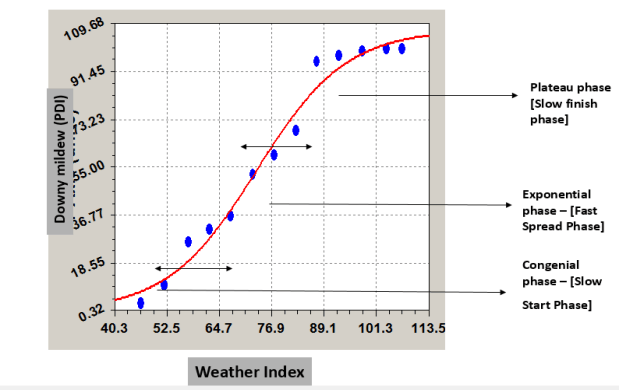 109.68
91.45
73.23
55.00
36.77
18.55
0.32
Downy mildew (PDI)
40.3 52.5 64.7 76.9 89.1 101.3 113.5
Weather Index
Plateau phase
[Slow finish
phase]
Exponential
phase – [Fast
Spread Phase]
Congenial
phase – [Slow
Start Phase]